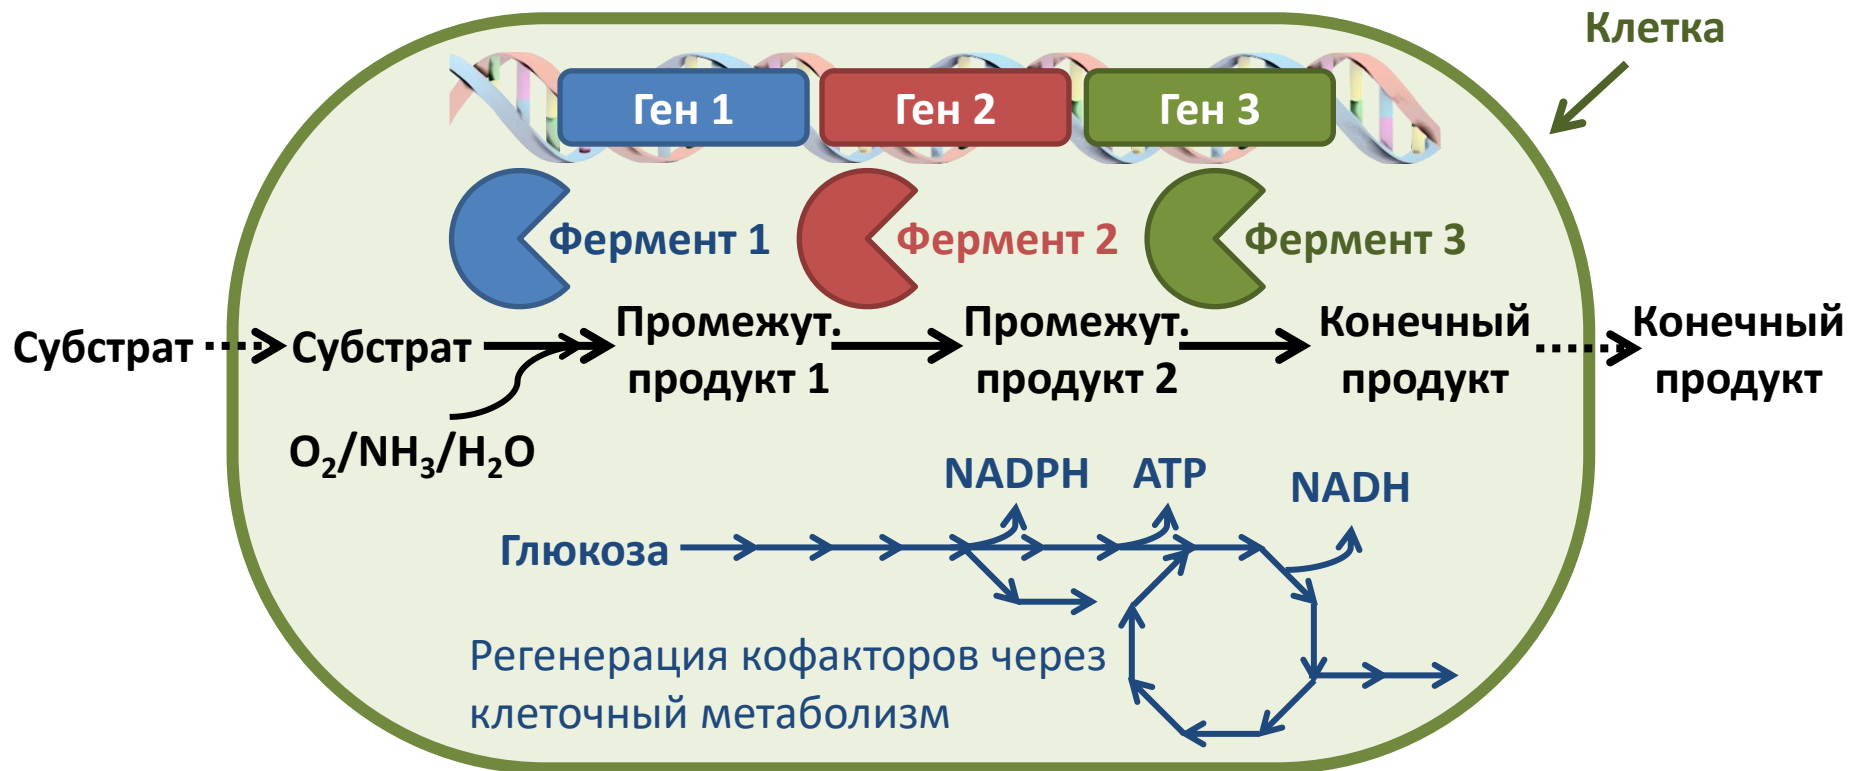 Клетка
Ген 1
Ген 2
Ген 3
Фермент 1
Фермент 2
Фермент 3
Субстрат
Субстрат
Промежут.
продукт 1
Промежут.
продукт 2
Конечный
продукт
Конечный
продукт
O₂/NH₃/H₂O
NADPH
ATP
NADH
Глюкоза
Регенерация кофакторов через
клеточный метаболизм